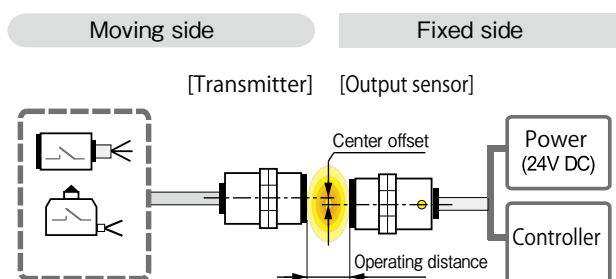 Moving side
Fixed side
[Transmitter]
[Output sensor]
Center offset
Power
(24V DC)
Controller
Operating distance